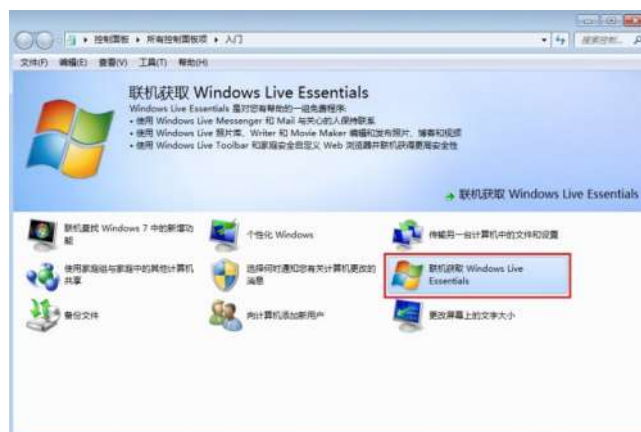 控制面板 ▸ 所有控制面板项 ▸ 入门
搜索控制...
文件(F) 编辑(E) 查看(V) 工具(T) 帮助(H)
联机获取 Windows Live Essentials
Windows Live Essentials 是对您有帮助的一组免费程序:
• 使用 Windows Live Messenger 和 Mail 与关心的人保持联系
• 使用 Windows Live 照片库、Writer 和 Movie Maker 编辑和发布照片、博客和视频
• 使用 Windows Live Toolbar 和家庭安全自定义 Web 浏览器并联机获得更高安全性
联机获取 Windows Live Essentials
联机查找 Windows 7 中的新增功
能
个性化 Windows
传输另一台计算机中的文件和设置
使用家庭组与家庭中的其他计算机
共享
选择何时通知您有关计算机更改的
消息
联机获取 Windows Live
Essentials
备份文件
向计算机添加新用户
更改屏幕上的文字大小